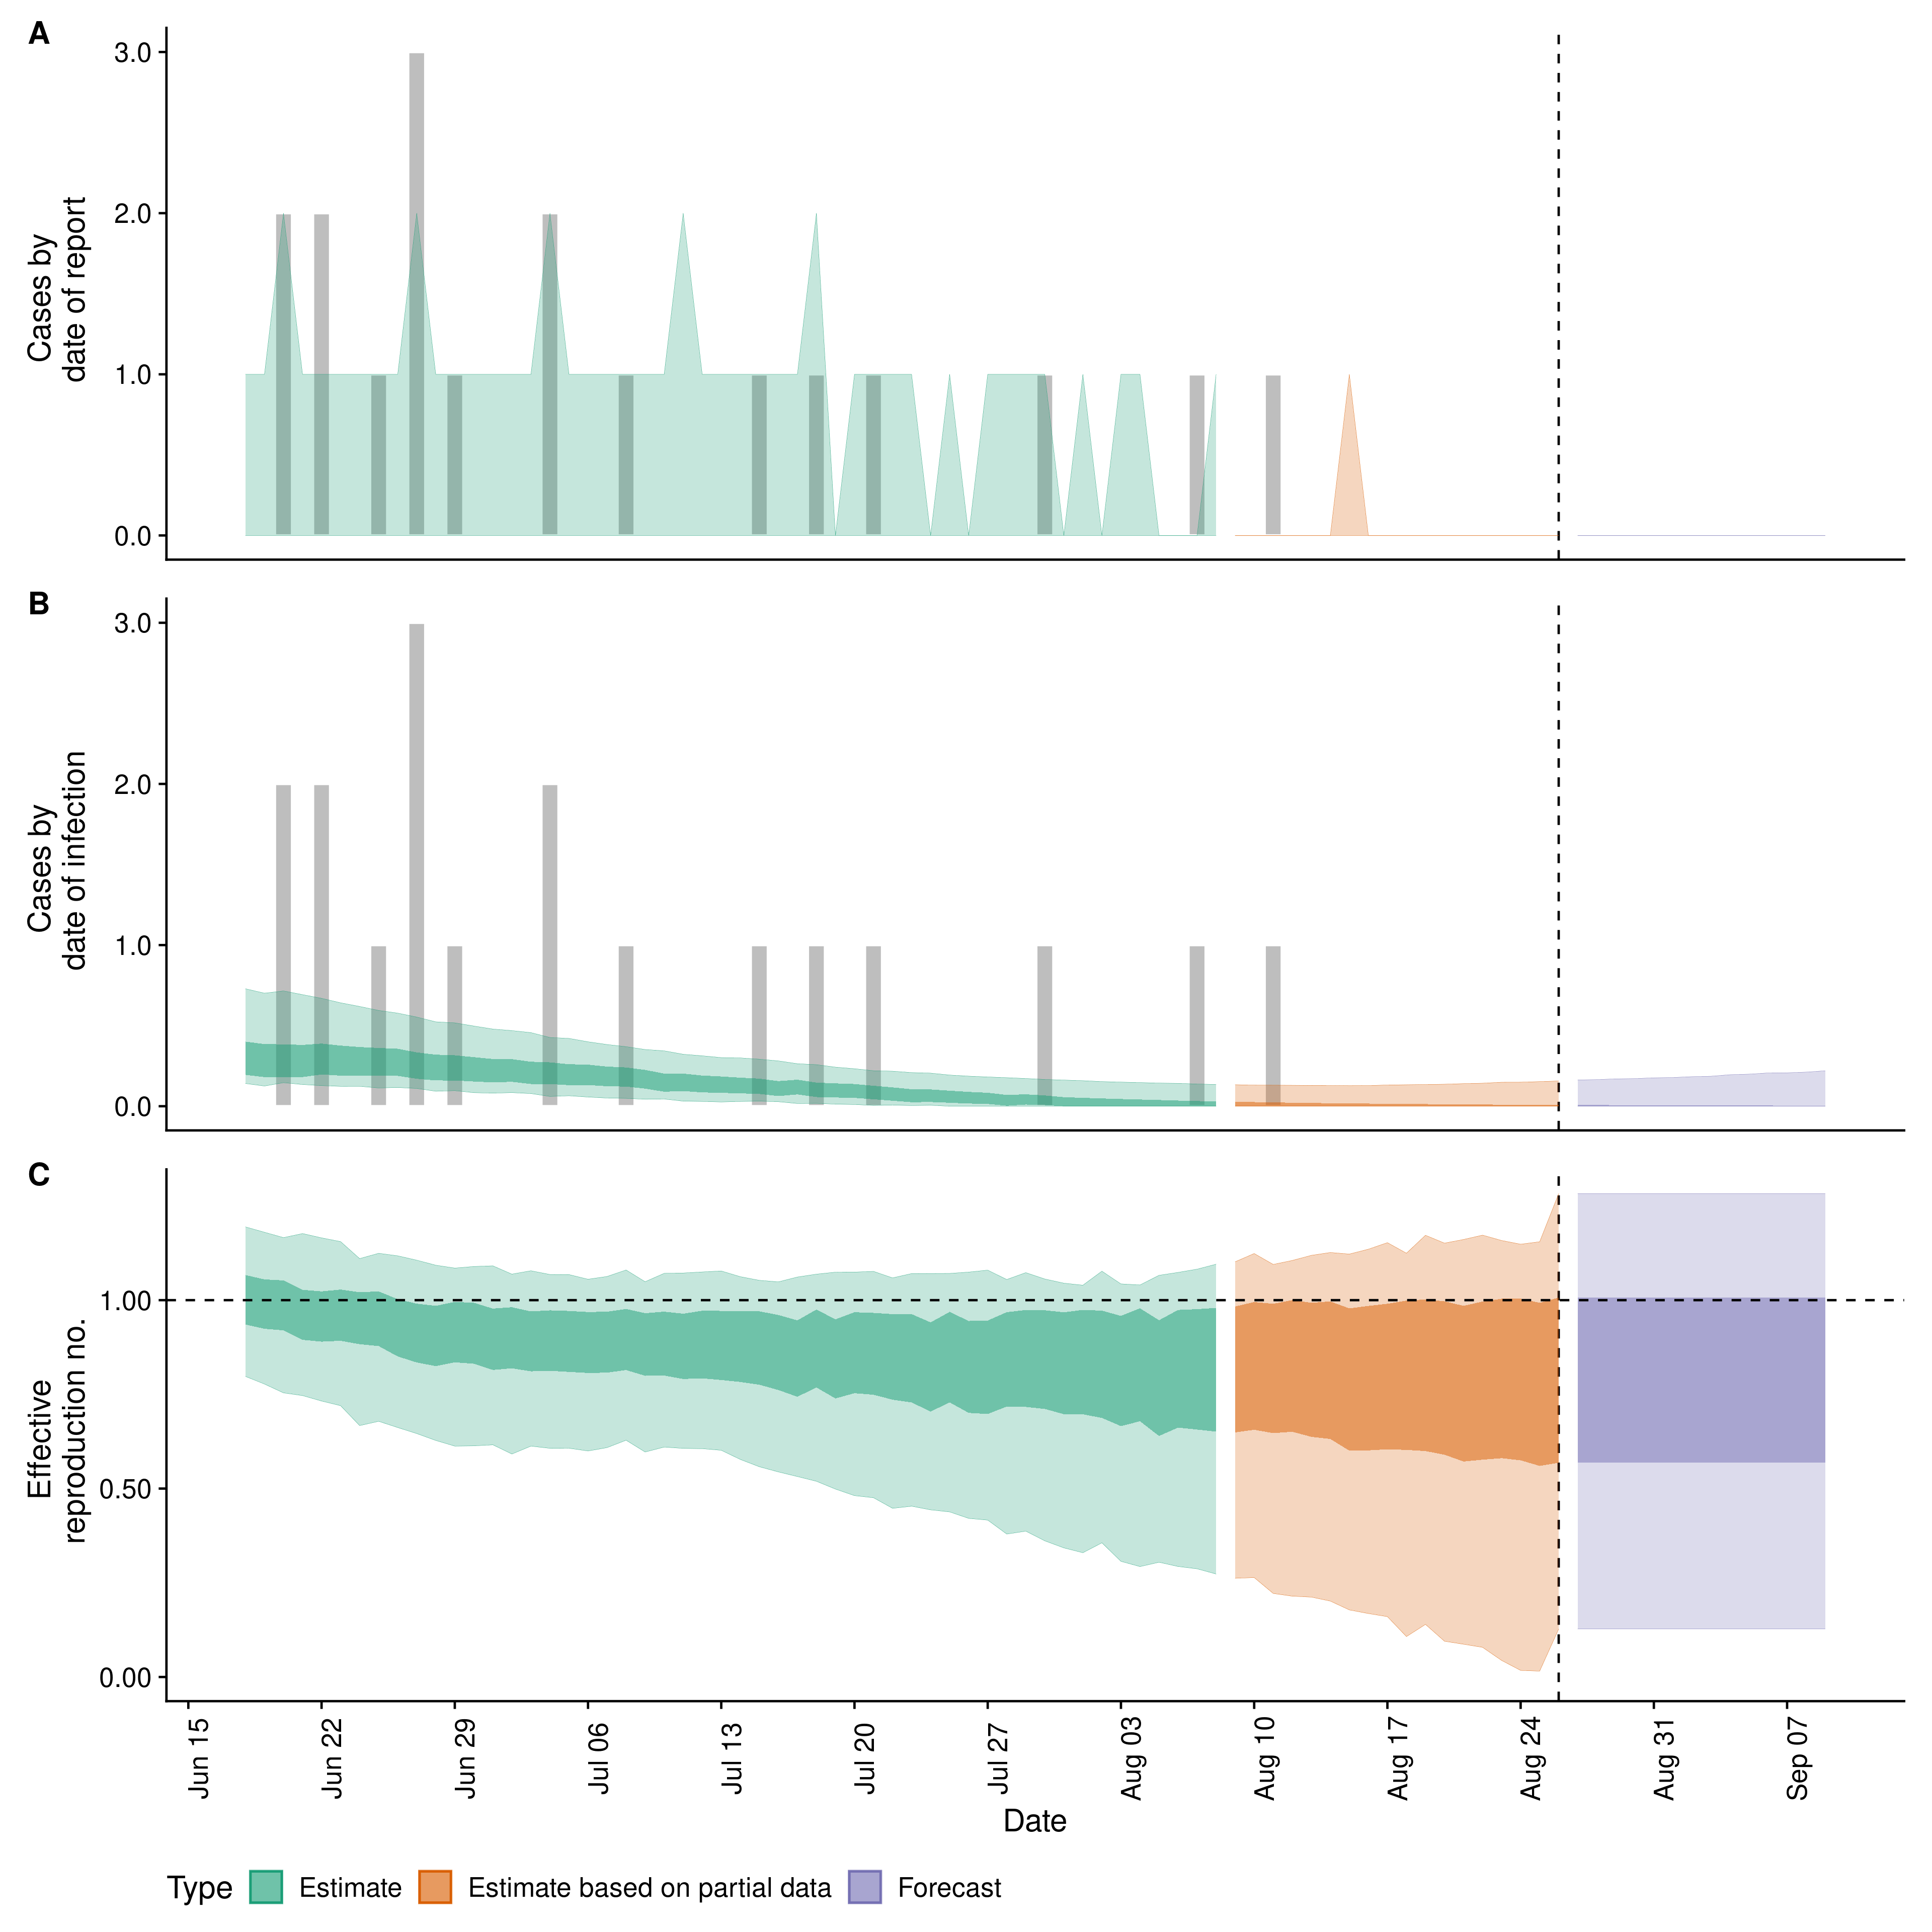 A
3.0
2.0
1.0
0.0
Cases by
date of report
B
3.0
2.0
1.0
0.0
Cases by
date of infection
C
1.00
0.50
0.00
Effective
reproduction no.
Jun 15
Jun 22
Jun 29
Jul 06
Jul 13
Jul 20
Jul 27
Aug 03
Aug 10
Aug 17
Aug 24
Aug 31
Sep 07
Date
Type Estimate Estimate based on partial data Forecast